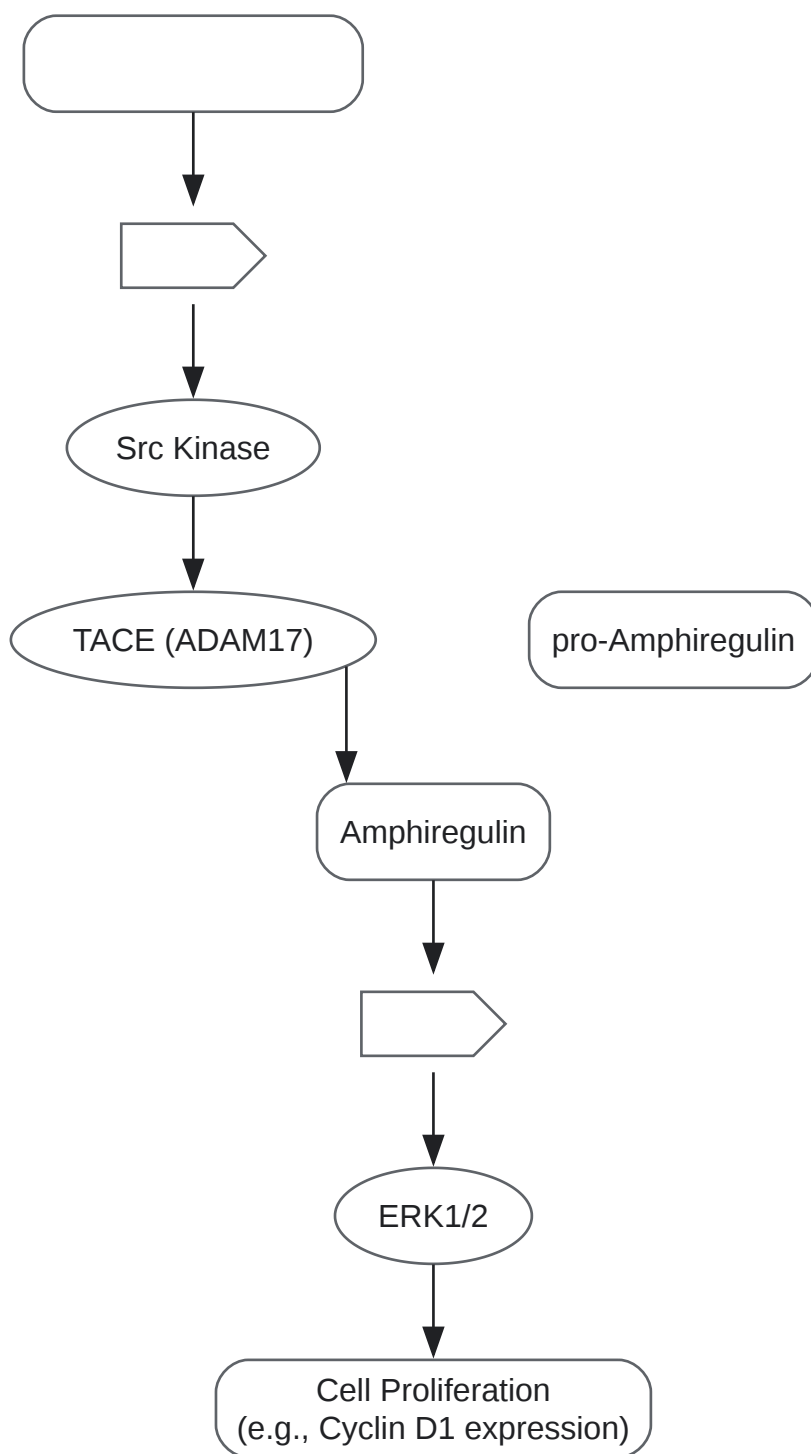 Src Kinase
TACE (ADAM17)
pro-Amphiregulin
Amphiregulin
ERK1/2
Cell Proliferation
(e.g., Cyclin D1 expression)